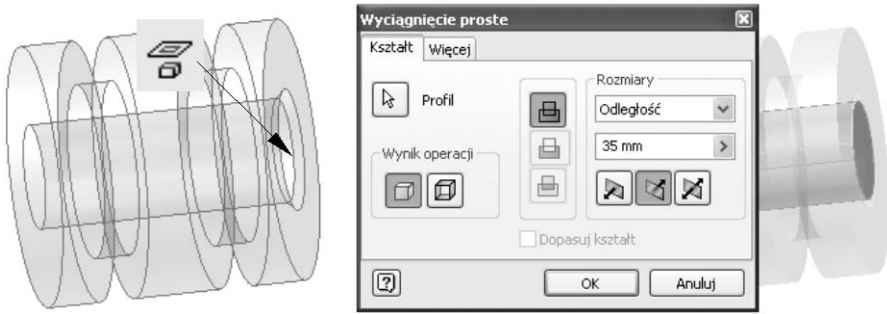 Wyciągnięcie proste
Kształt Więcej
Profil
Wynik operacji
Rozmiary
Odległość
35 mm
Dopasuj kształt
OK Anuluj